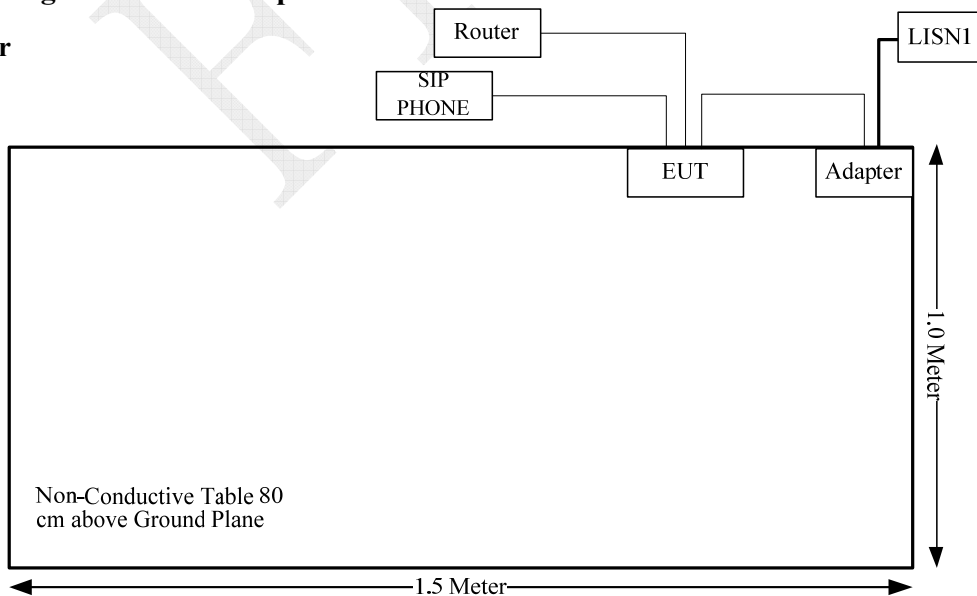 r
Router
SIP
PHONE
LISN1
EUT
Adapter
1.0 Meter
Non-Conductive Table 80
cm above Ground Plane
1.5 Meter